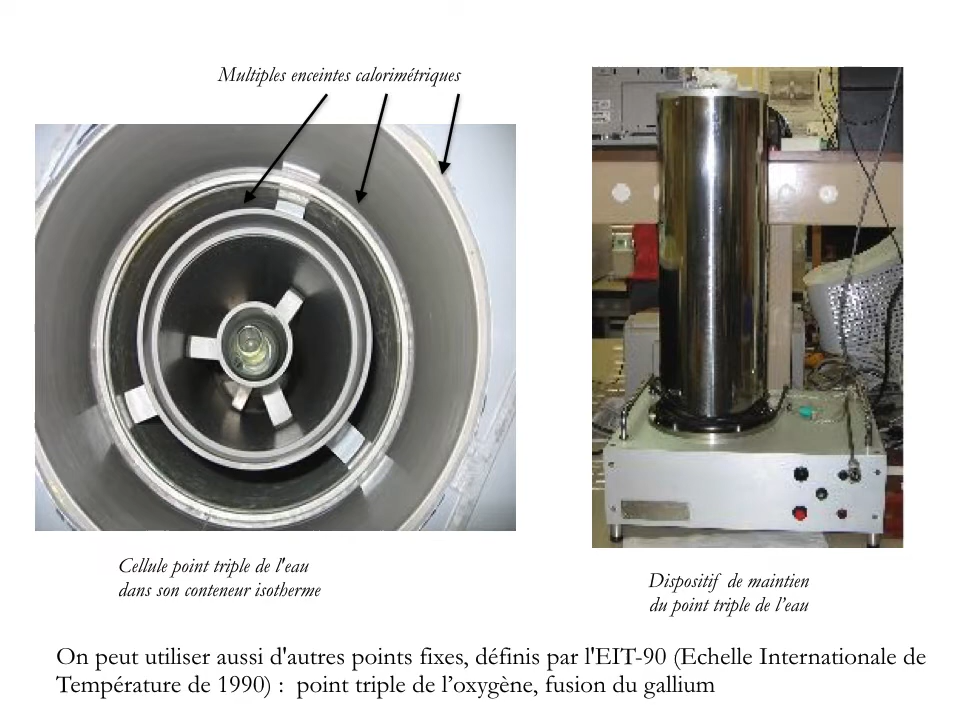 Multiples enceintes calorimétriques
Cellule point triple de l'eau
dans son conteneur isotherme
Dispositif de maintien
du point triple de l’eau
On peut utiliser aussi d'autres points fixes, définis par l'EIT-90 (Echelle Internationale de
Température de 1990) : point triple de l’oxygène, fusion du gallium